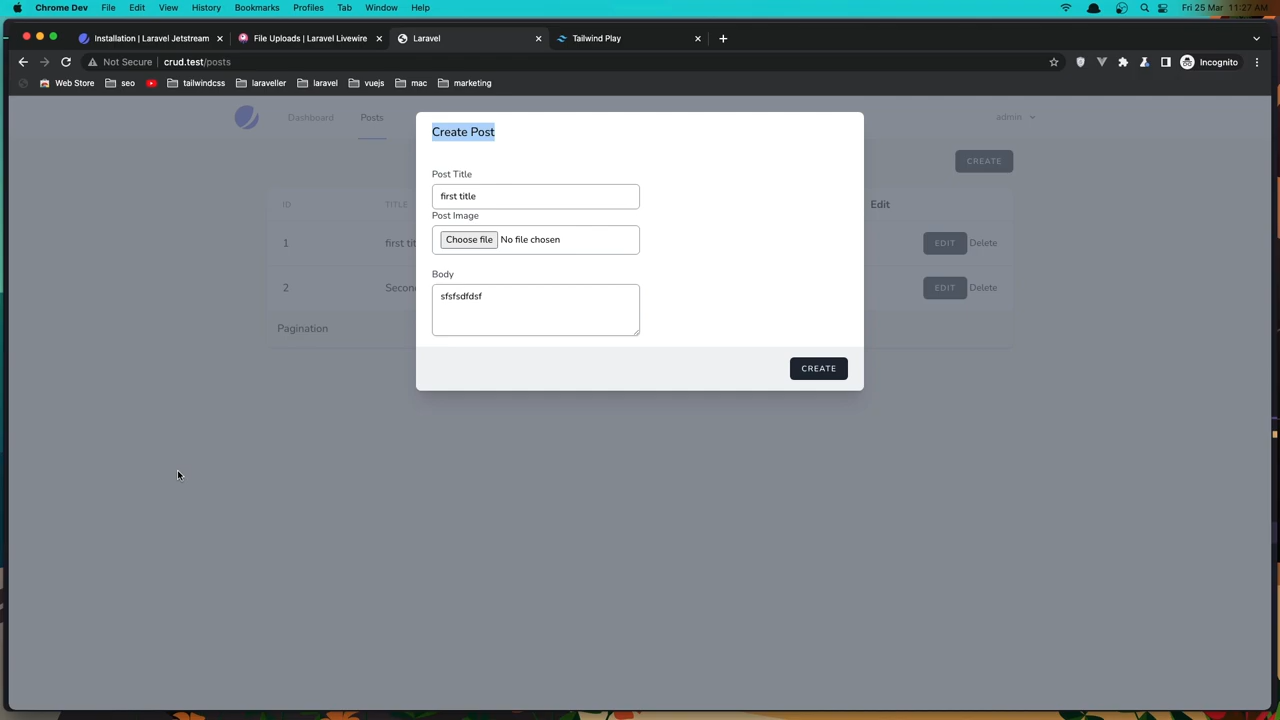 Chrome Dev File Edit View History Bookmarks Profiles Tab Window Help Fri 25 Mar 11:27 AM
Installation | Laravel Jetstream File Uploads | Laravel Livewire Laravel Tailwind Play
Not Secure crud.test/posts Incognito
Web Store seo tailwindcss laraveller laravel vuejs mac marketing
Dashboard Posts admin
Create Post
CREATE
Post Title
first title
ID TITLE Edit
Post Image
Choose file No file chosen
1 first tit EDIT Delete
Body
2 Secon EDIT Delete
sfsfsdfdsf
Pagination
CREATE